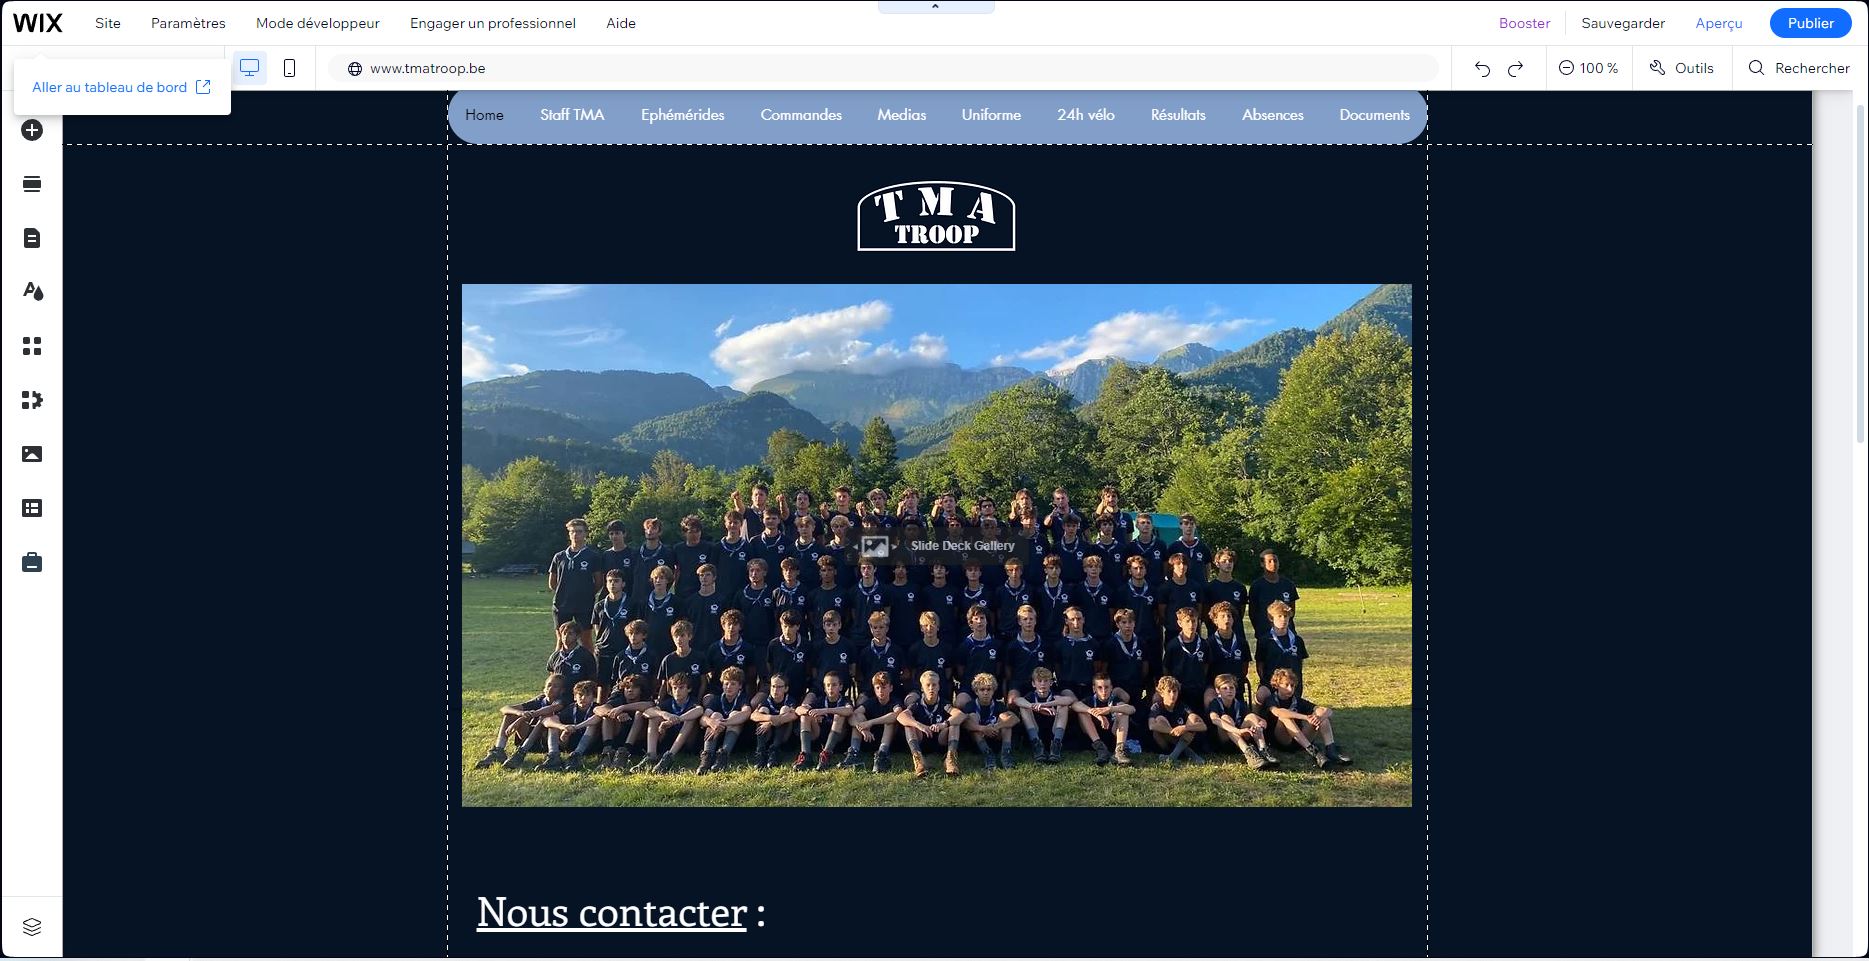 WIX Site Paramètres Mode développeur Engager un professionnel Aide Booster Sauvegarder Aperçu Publier
Aller au tableau de bord www.tmatroop.be 100 % Outils Rechercher
Home Staff TMA Ephémérides Commandes Medias Uniforme 24h vélo Résultats Absences Documents
TMA
TROOP
Slide Deck Gallery
Nous contacter :